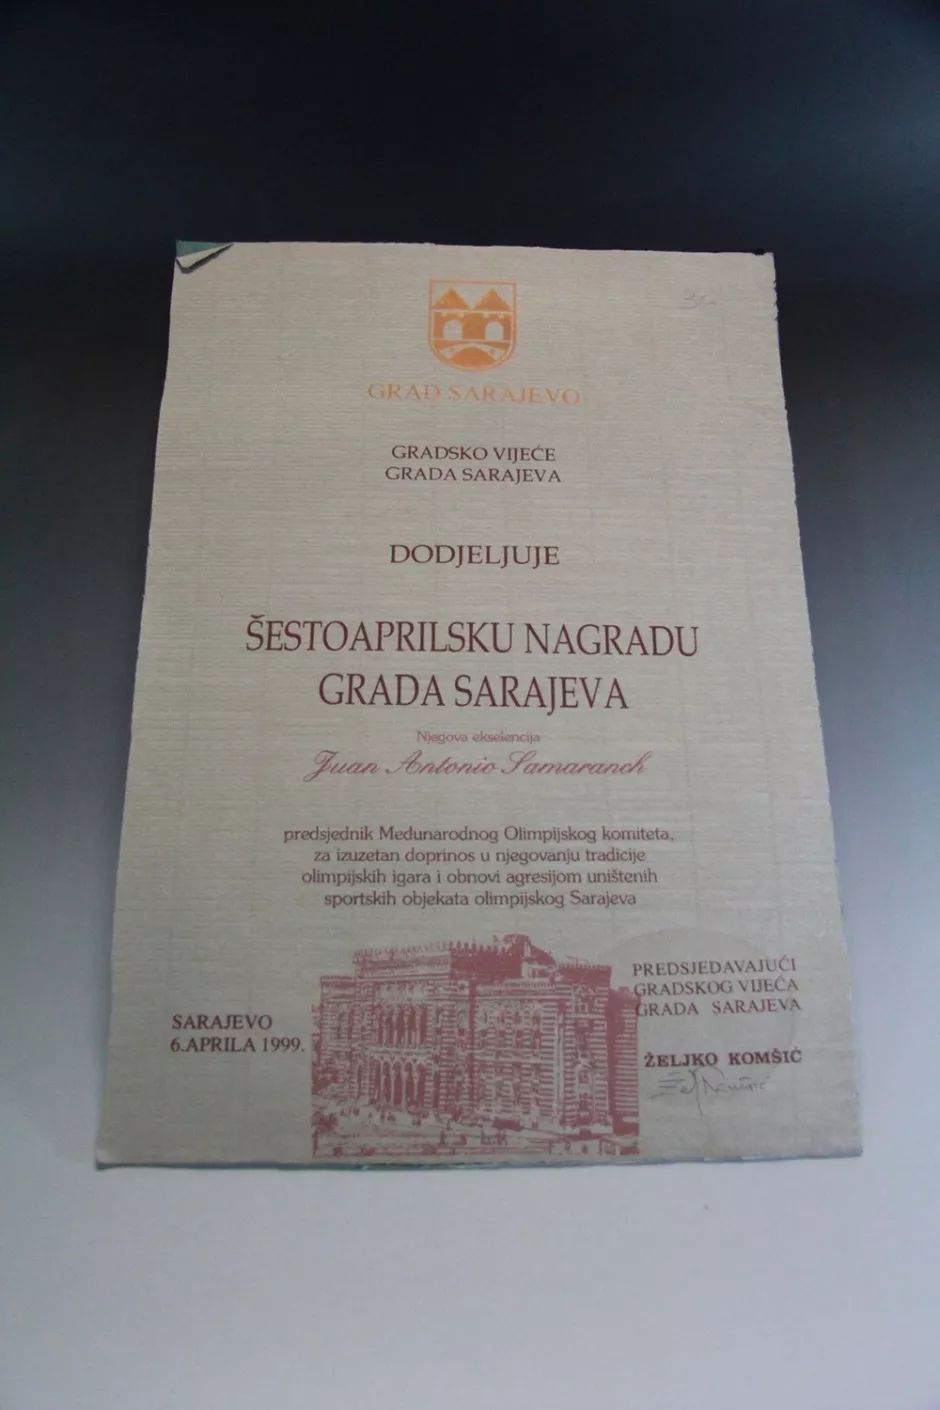 GRAD SARAJEVO
GRADSKO VIJEĆE
GRADA SARAJEVA
DODJELJUJE
ŠESTOAPRILSKU NAGRADU
GRADA SARAJEVA
Njegova ekselencija
Juan Antonio Samaranch
predsjednik Međunarodnog Olimpijskog komiteta,
za izuzetan doprinos u njegovanju tradicije
olimpijskih igara i obnovi agresijom uništenih
sportskih objekata olimpijskog Sarajeva
SARAJEVO
6.APRILA 1999.
PREDSJEDAVAJUĆI
GRADSKOG VIJEĆA
GRADA SARAJEVA
ŽELJKO KOMŠIĆ